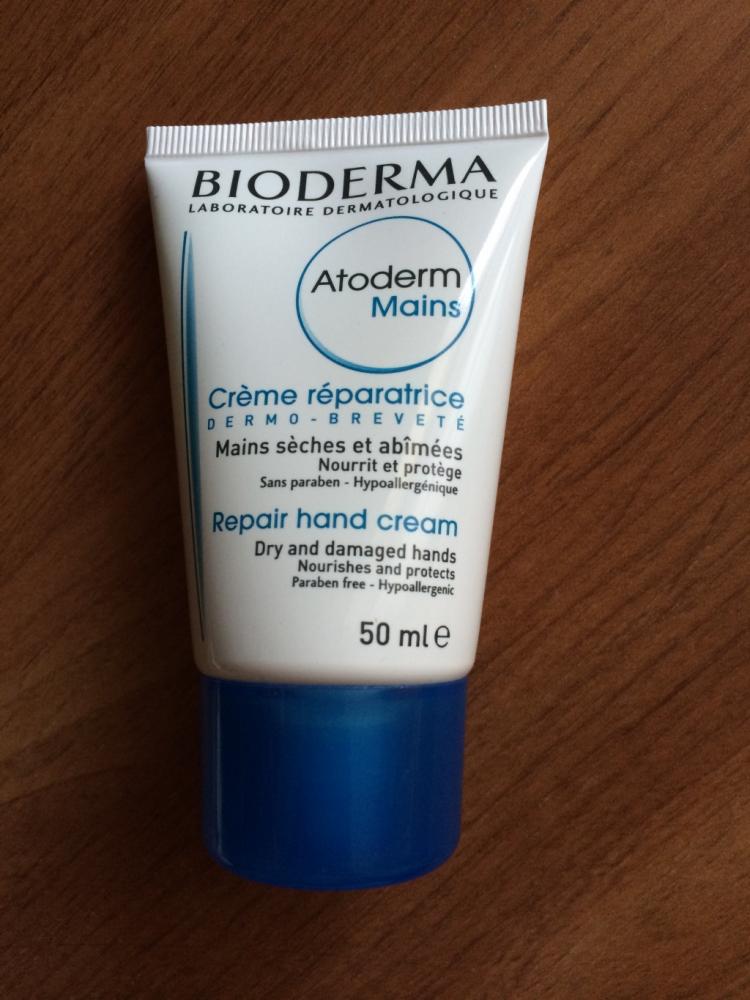 BIODERMA
LABORATOIRE DERMATOLOGIQUE
Atoderm
Mains
Crème réparatrice
DERMO-BREVETÉ
Mains sèches et abîmées
Nourrit et protège
Sans paraben - Hypoallergénique
Repair hand cream
Dry and damaged hands
Nourishes and protects
Paraben free - Hypoallergenic
50 ml e